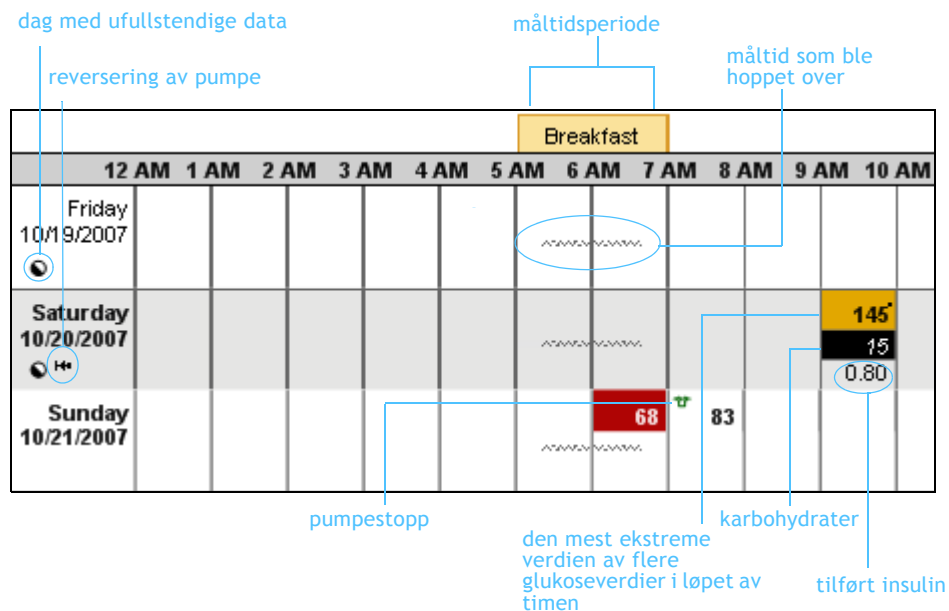 dag med ufullstendige data
måltidsperiode
reversering av pumpe
måltid som ble
hoppet over
Breakfast
12 AM 1 AM 2 AM 3 AM 4 AM 5 AM 6 AM 7 AM 8 AM 9 AM 10 AM
Friday
10/19/2007
Saturday
10/20/2007
145
15
0.80
Sunday
10/21/2007
68
83
pumpestopp
karbohydrater
den mest ekstreme
verdien av flere
glukoseverdier i løpet av
timen
tilført insulin